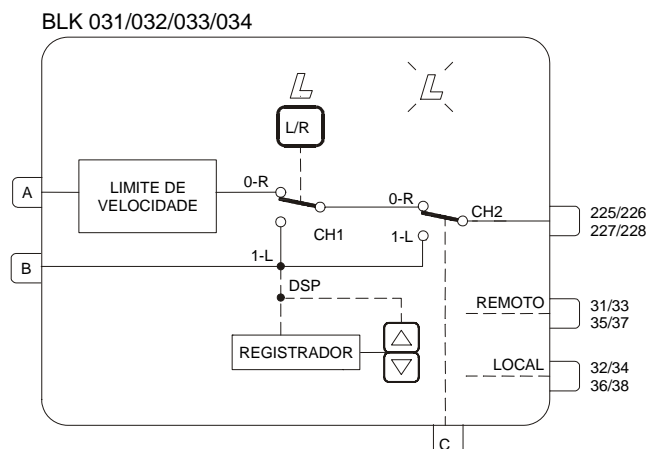 BLK 031/032/033/034
L
L
L/R
A
LIMITE DE
VELOCIDADE
0-R
CH1
0-R
CH2
225/226
227/228
1-L
1-L
B
DSP
REMOTO
31/33
35/37
REGISTRADOR
LOCAL
32/34
36/38
C